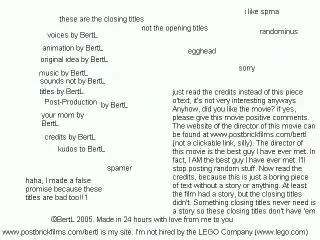 i like spma
these are the closing titles
not the opening titles
randominus
voices by BertL
animation by BertL
egghead
original idea by BertL
sorry
music by BertL
sounds not by BertL
titles by BertL
Post-Production by BertL
your mom by
BertL
credits by BertL
kudos to BertL
spamer
haha, I made a false
promise because these
titles are bad too!!1
just read the credits instead of this piece
o'text, it's not very interesting anyways
Anyhow, did you like the movie? if yes,
please give this movie positive comments.
The website of the director of this movie can
be found at www.postbrickfilms.com/bertl
(not a clickable link, silly). The director of
this movie is the best guy I have ever met. In
fact, I AM the best guy I have ever met. I'll
stop posting random stuff. Now read the
credits, because this is just a boring piece
of text without a story or anything. At least
the film had a story, but the closing titles
didn't. Something closing titles never need is
a story so these closing titles don't have 'em
©BertL 2005. Made in 24 hours with love from me to you
www.postbrickfilms.com/bertl is my site. I'm not hired by the LEGO Company (www.lego.com)